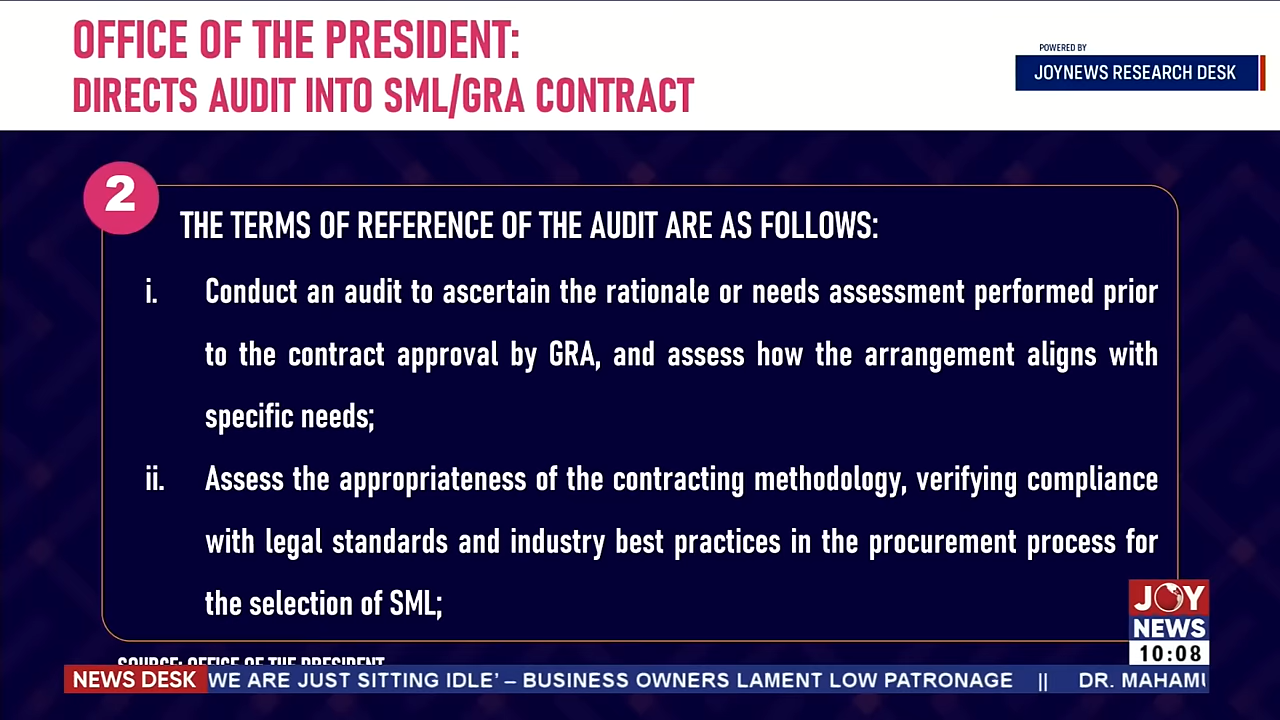 OFFICE OF THE PRESIDENT:
DIRECTS AUDIT INTO SML/GRA CONTRACT
POWERED BY
JOYNEWS RESEARCH DESK
2
THE TERMS OF REFERENCE OF THE AUDIT ARE AS FOLLOWS:
i. Conduct an audit to ascertain the rationale or needs assessment performed prior
to the contract approval by GRA, and assess how the arrangement aligns with
specific needs;
ii. Assess the appropriateness of the contracting methodology, verifying compliance
with legal standards and industry best practices in the procurement process for
the selection of SML;
SOURCE: OFFICE OF THE PRESIDENT
JOY
NEWS
10:08
NEWS DESK WE ARE JUST SITTING IDLE’ – BUSINESS OWNERS LAMENT LOW PATRONAGE || DR.